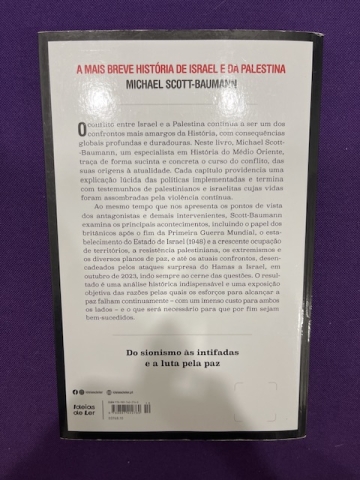 A MAIS BREVE HISTÓRIA DE ISRAEL E DA PALESTINA
MICHAEL SCOTT-BAUMANN
O conflito entre Israel e a Palestina continua a ser um dos
confrontos mais amargos da História, com consequências
globais profundas e duradouras. Neste livro, Michael Scott-
-Baumann, um especialista em História do Médio Oriente,
traça de forma sucinta e concreta o curso do conflito, das
suas origens à atualidade. Cada capítulo providencia uma
explicação lúcida das políticas implementadas e termina
com testemunhos de palestinianos e israelitas cujas vidas
foram assombradas pela violência contínua.
Ao mesmo tempo que nos apresenta os pontos de vista
dos antagonistas e demais intervenientes, Scott-Baumann
examina os principais acontecimentos, incluindo o papel dos
britânicos após o fim da Primeira Guerra Mundial, o esta-
belecimento do Estado de Israel (1948) e a crescente ocupação
de territórios, a resistência palestiniana, os extremismos e
os diversos planos de paz, e até os atuais confrontos, desen-
cadeados pelos ataques surpresa do Hamas a Israel, em
outubro de 2023, indo sempre ao cerne das questões. O resul-
tado é uma análise histórica indispensável e uma exposição
objetiva das razões pelas quais os esforços para alcançar a
paz falham continuamente – com um imenso custo para ambos
os lados – e o que será necessário para que por fim sejam
bem-sucedidos.
Do sionismo às intifadas
e a luta pela paz
Ideias
de Ler